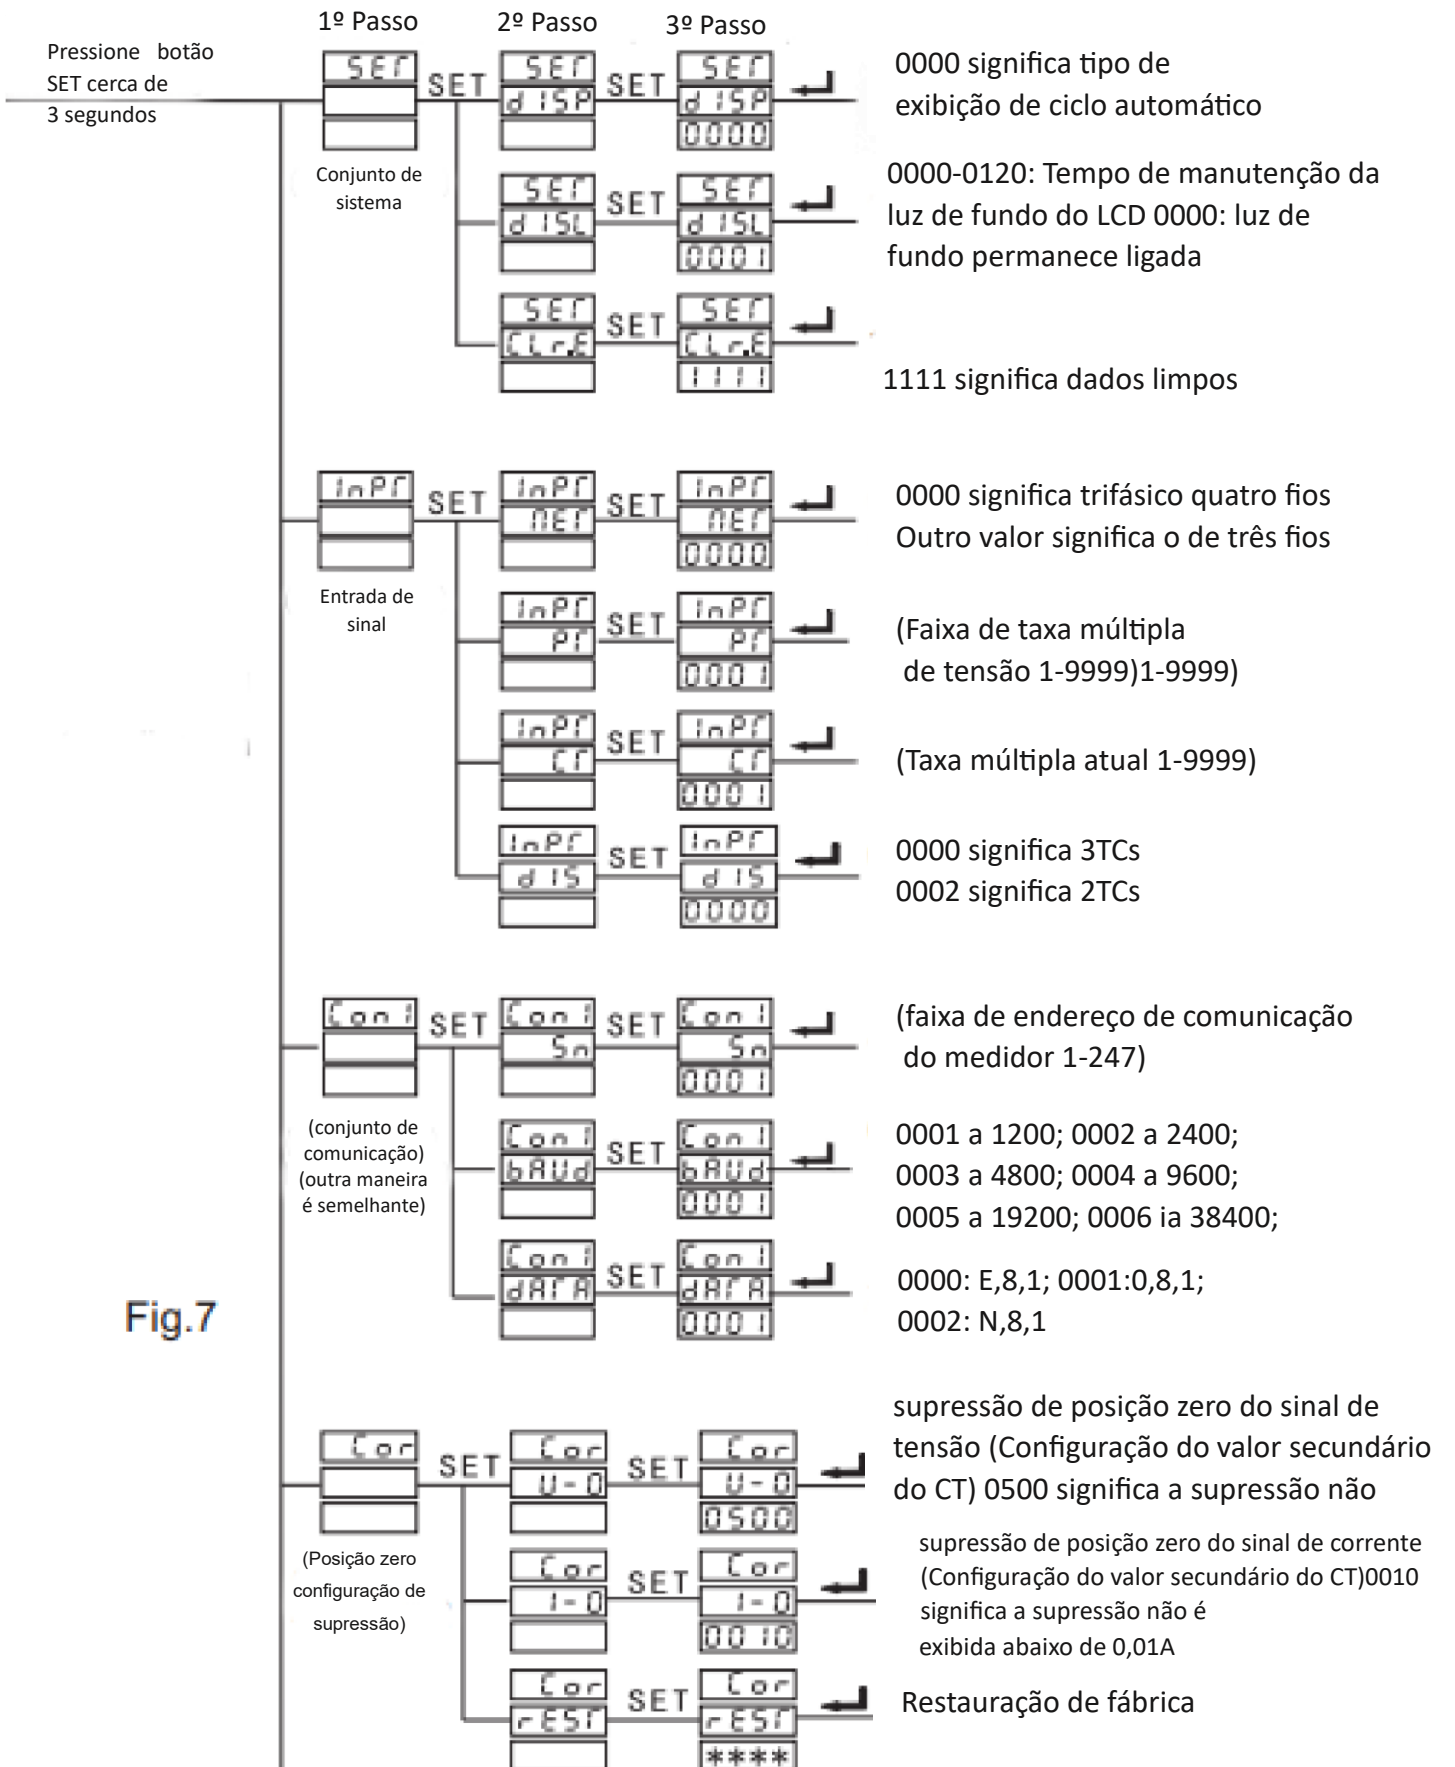 1º Passo 2º Passo 3º Passo
Pressione botão
SET cerca de
3 segundos
SET SET SET
SET SET
dISP dISP
0000
0000 significa tipo de
exibição de ciclo automático
Conjunto de
sistema
SET SET SET
dISL dISL
0001
0000-0120: Tempo de manutenção da
luz de fundo do LCD 0000: luz de
fundo permanece ligada
SET SET SET
CLr.E CLr.E
1111
1111 significa dados limpos
InPT InPT InPT
SET SET
NET NET
0000
0000 significa trifásico quatro fios
Outro valor significa o de três fios
Entrada de
sinal
InPT SET InPT
PT PT
0001
(Faixa de taxa múltipla
de tensão 1-9999)1-9999)
InPT SET InPT
CT CT
0001
(Taxa múltipla atual 1-9999)
InPT SET InPT
dIS dIS
0000
0000 significa 3TCs
0002 significa 2TCs
Con1 Con1 Con1
SET SET
Sn Sn
0001
(faixa de endereço de comunicação
do medidor 1-247)
(conjunto de
comunicação)
(outra maneira
é semelhante)
Con1 SET Con1
bAUd bAUd
0001
0001 a 1200; 0002 a 2400;
0003 a 4800; 0004 a 9600;
0005 a 19200; 0006 ia 38400;
Con1 SET Con1
dATA dATA
0001
0000: E,8,1; 0001:0,8,1;
0002: N,8,1
Fig.7
Cor Cor Cor
SET SET
U-0 U-0
0500
supressão de posição zero do sinal de
tensão (Configuração do valor secundário
do CT) 0500 significa a supressão não
(Posição zero
configuração de
supressão)
Cor SET Cor
I-0 I-0
0010
supressão de posição zero do sinal de corrente
(Configuração do valor secundário do CT)0010
significa a supressão não é
exibida abaixo de 0,01A
Cor SET Cor
rEST rEST
****
Restauração de fábrica